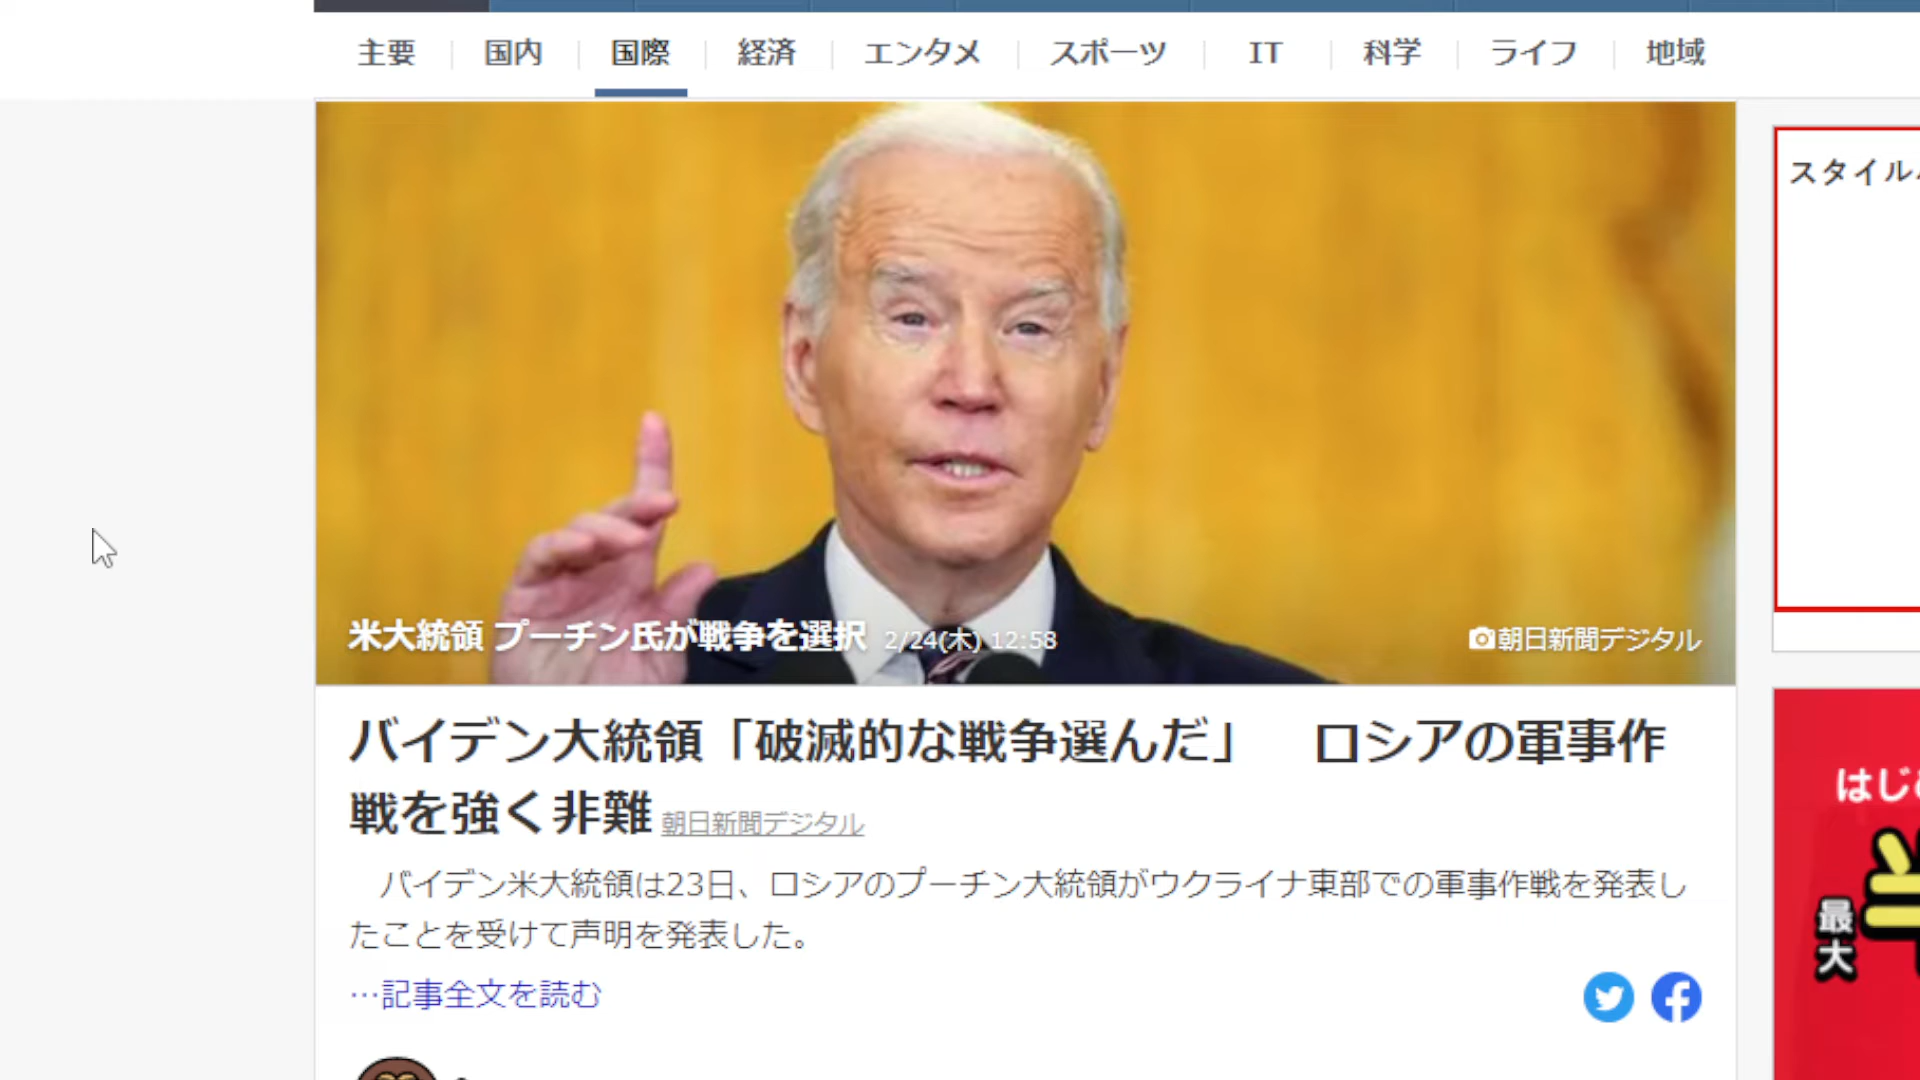 主要 国内 国際 経済 エンタメ スポーツ IT 科学 ライフ 地域
スタイル
米大統領 プーチン氏が戦争を選択 2/24(木) 12:58
朝日新聞デジタル
バイデン大統領「破滅的な戦争選んだ」　ロシアの軍事作
戦を強く非難 朝日新聞デジタル
バイデン米大統領は23日、ロシアのプーチン大統領がウクライナ東部での軍事作戦を発表し
たことを受けて声明を発表した。
…記事全文を読む
はじ
最大